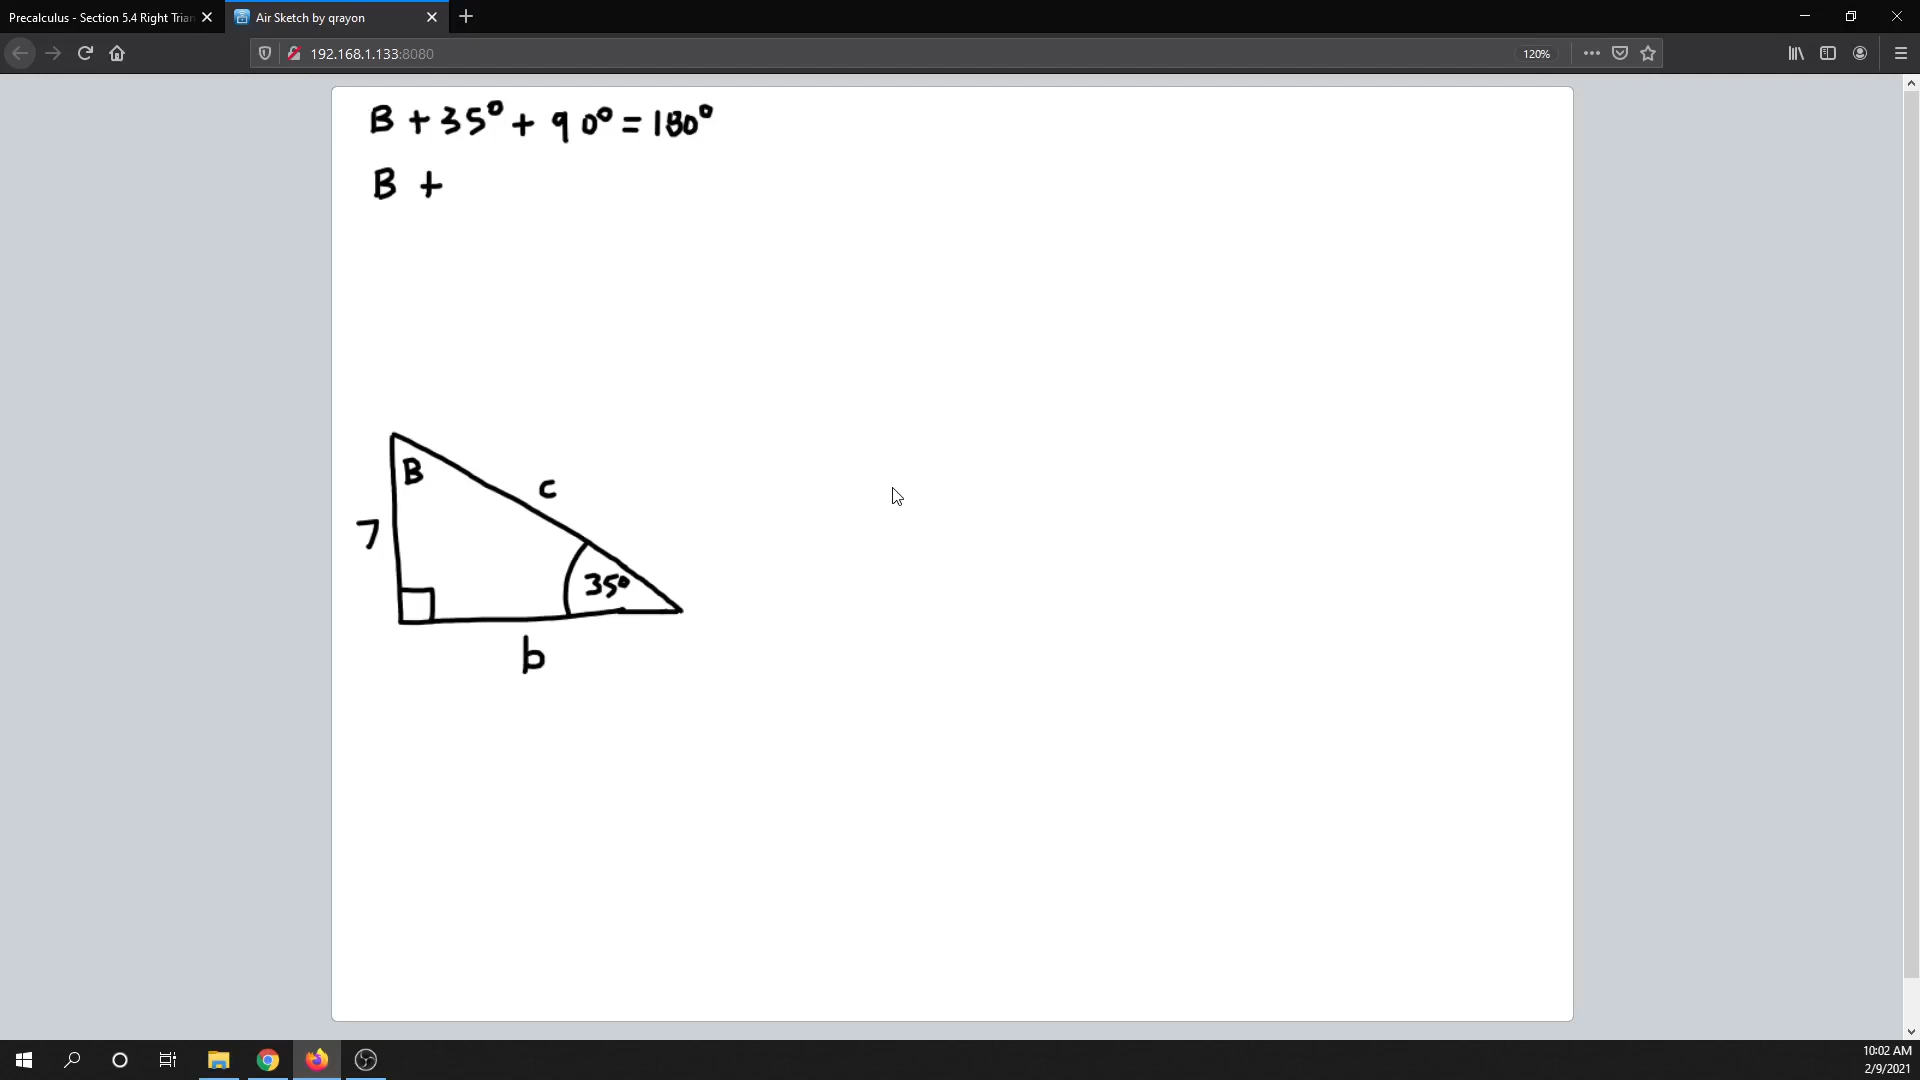 Precalculus - Section 5.4 Right Trian
Air Sketch by qrayon
192.168.1.133:8080
120%
B + 35° + 90° = 180°
B +
B
c
7
35°
b
10:02 AM
2/9/2021